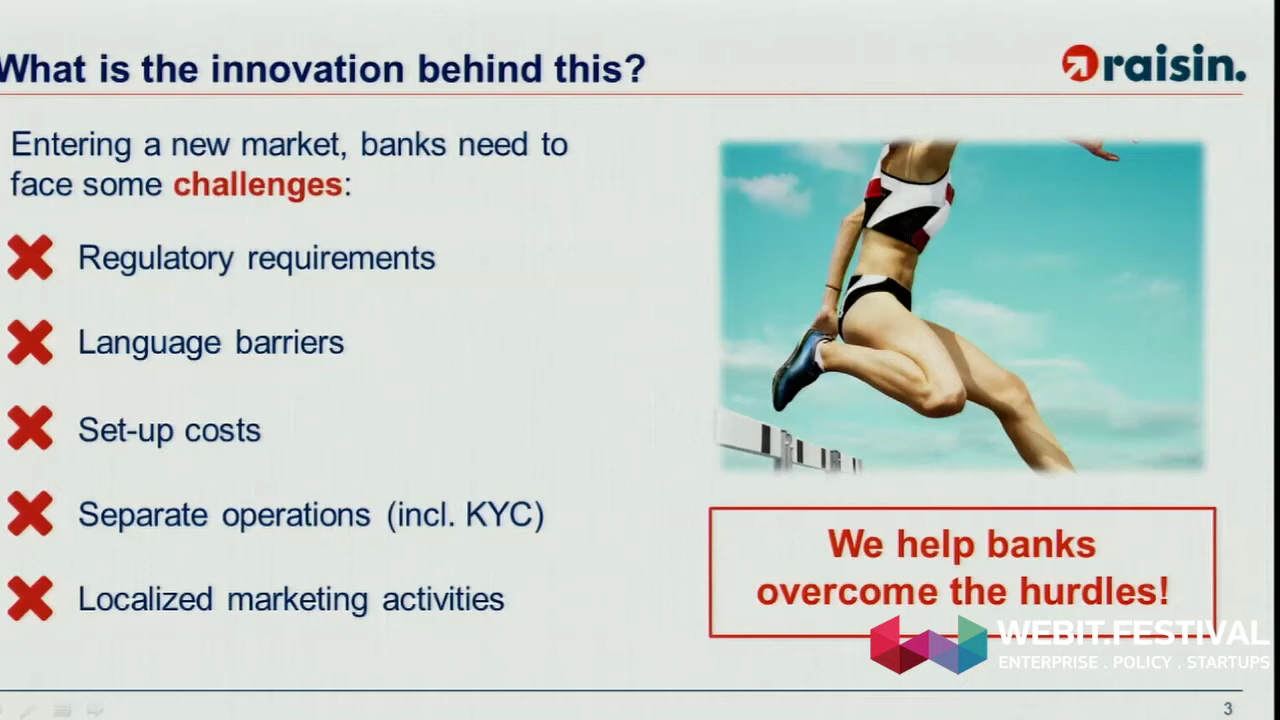 What is the innovation behind this?
raisin.
Entering a new market, banks need to
face some challenges:
Regulatory requirements
Language barriers
Set-up costs
Separate operations (incl. KYC)
Localized marketing activities
We help banks
overcome the hurdles!
WEBIT.FESTIVAL
ENTERPRISE . POLICY . STARTUPS
3